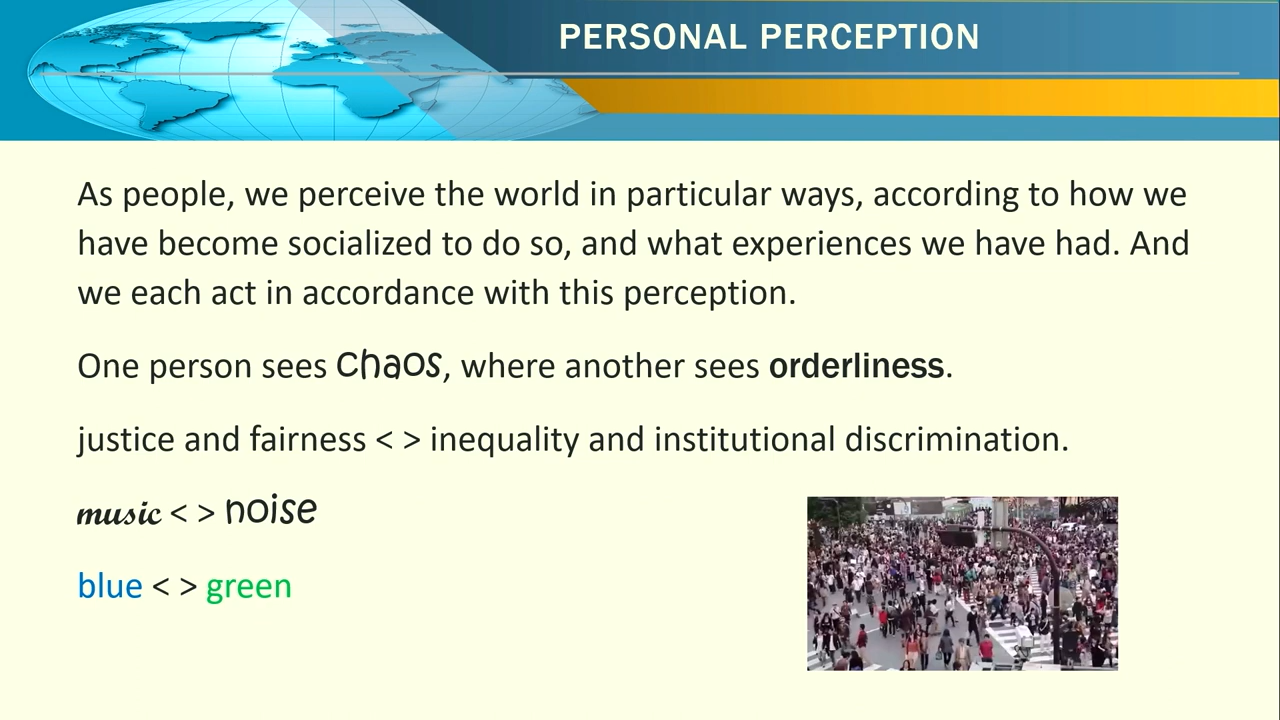 PERSONAL PERCEPTION
As people, we perceive the world in particular ways, according to how we
have become socialized to do so, and what experiences we have had. And
we each act in accordance with this perception.
One person sees chaos, where another sees orderliness.
justice and fairness < > inequality and institutional discrimination.
music < > noise
blue < > green